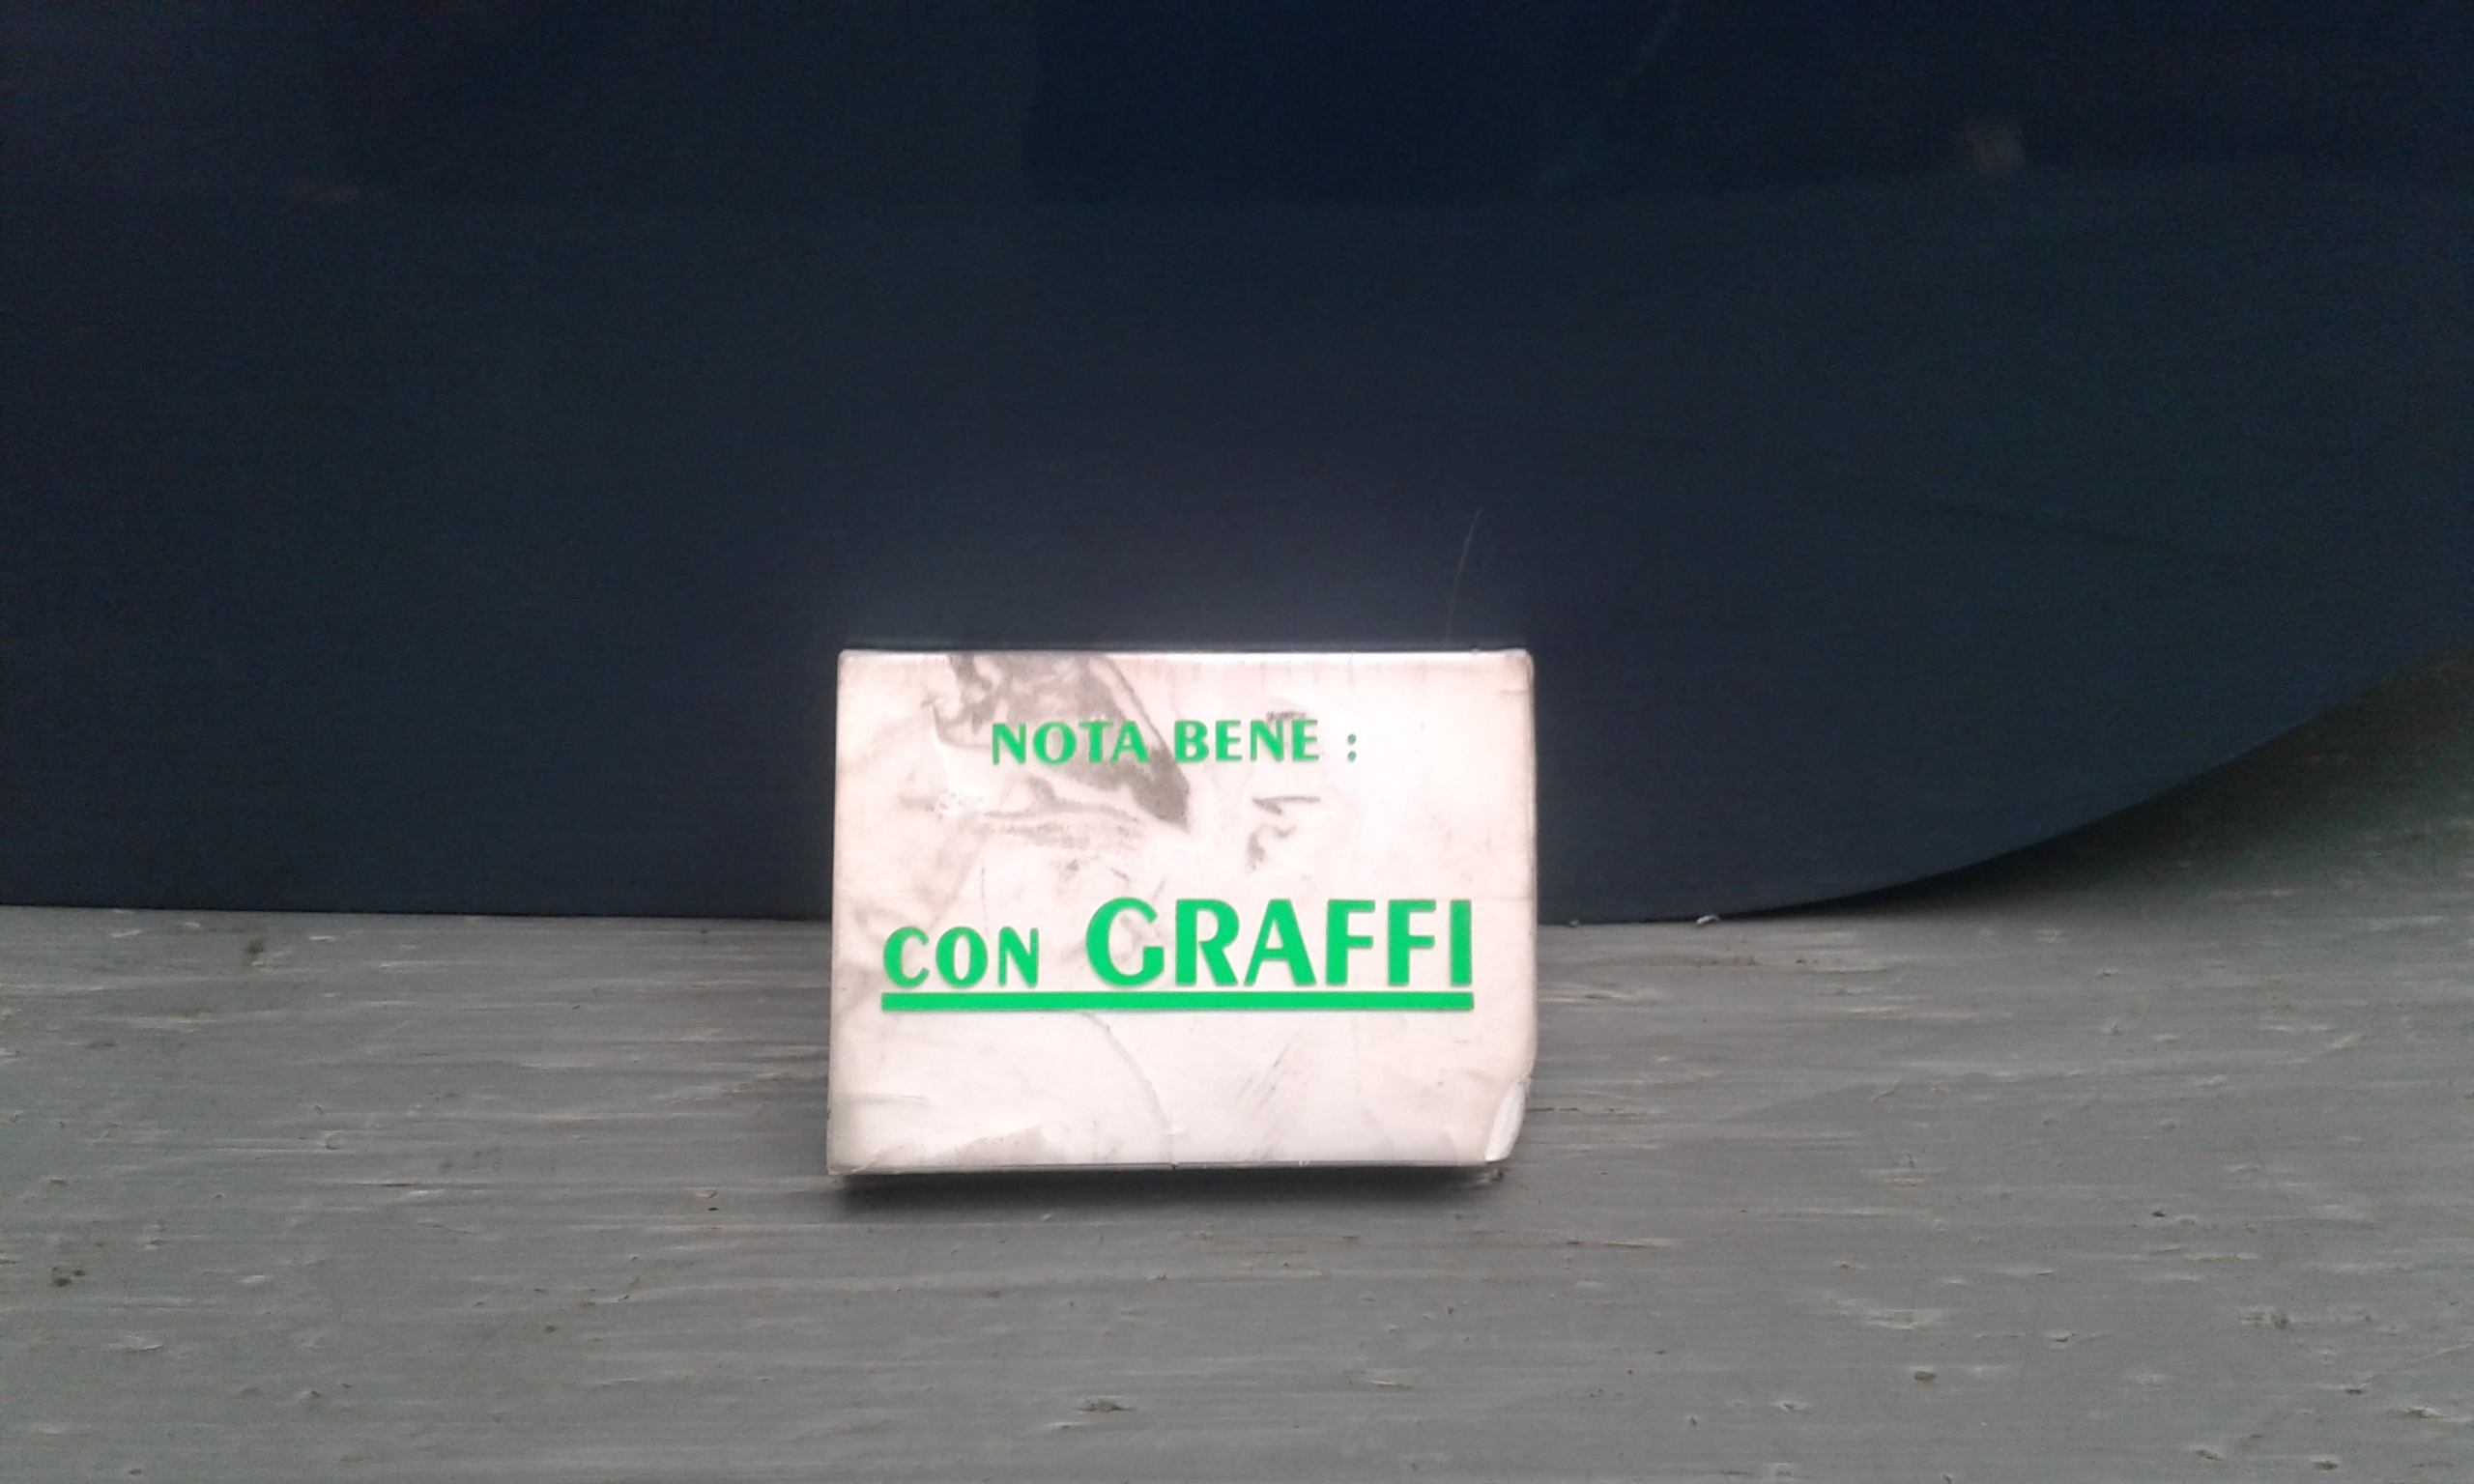 NOTA BENE :
CON GRAFFI